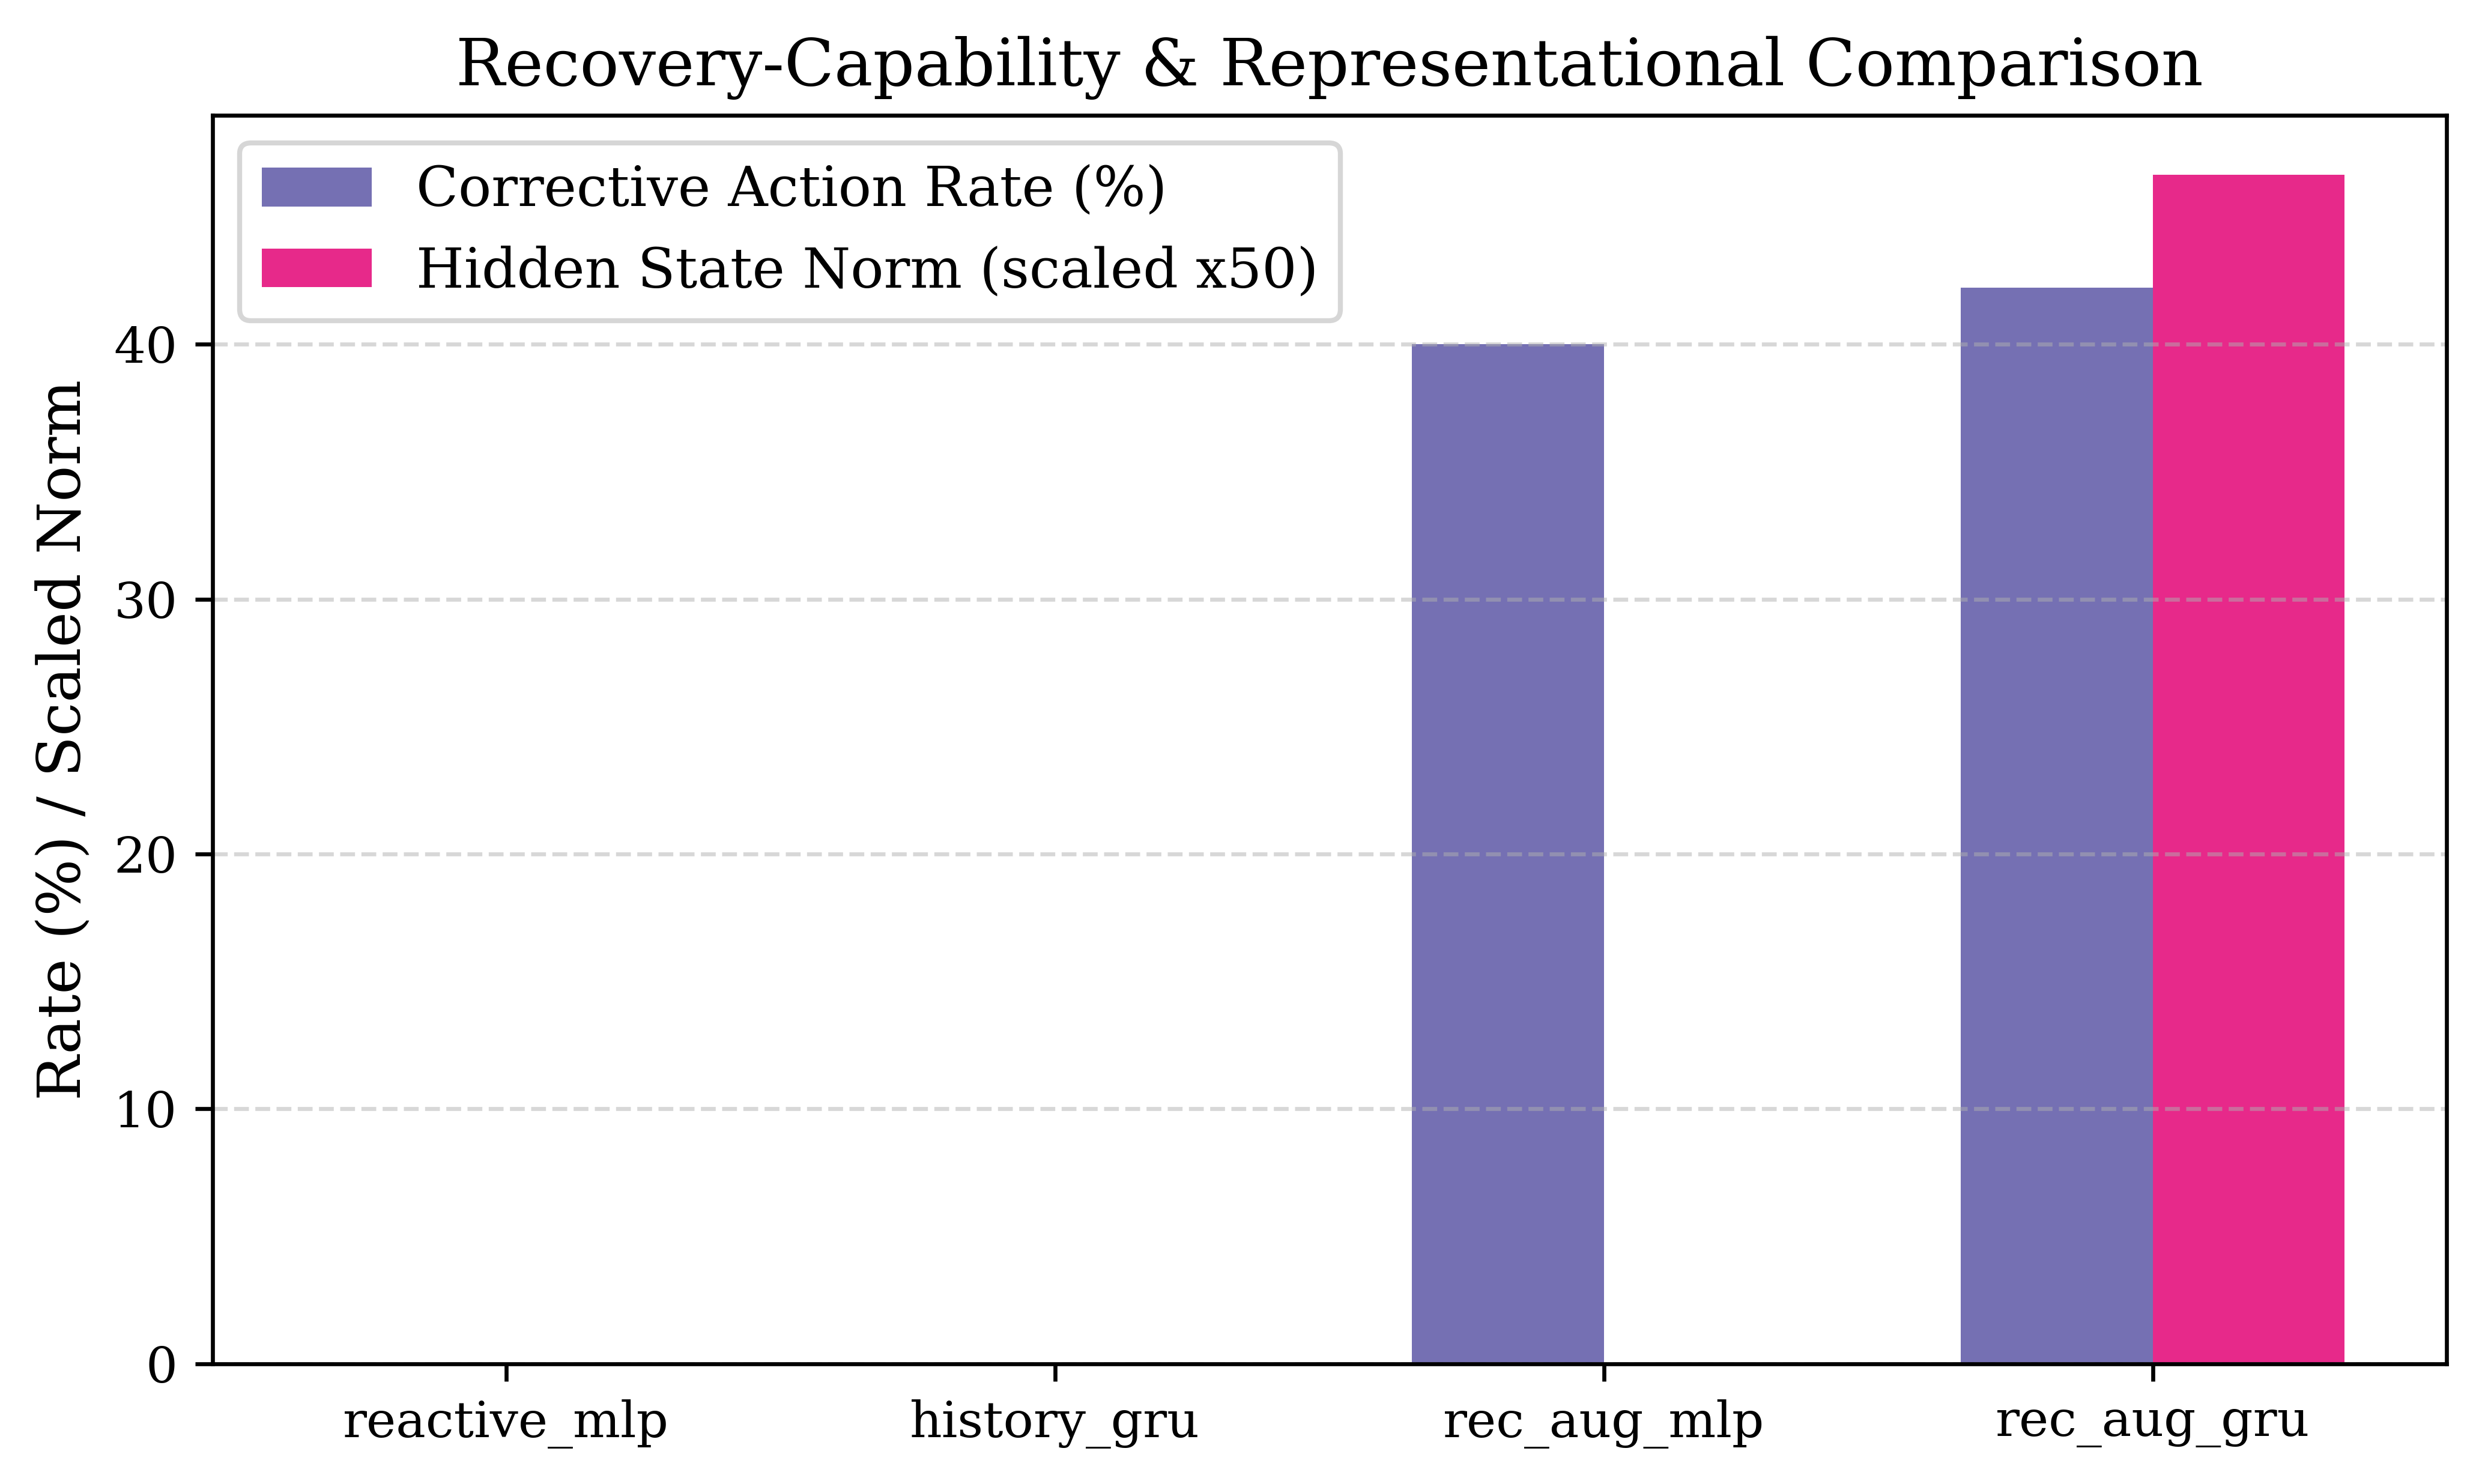 Recovery-Capability & Representational Comparison
Corrective Action Rate (%)
Hidden State Norm (scaled x50)
Rate (%) / Scaled Norm
40
30
20
10
0
reactive_mlp
history_gru
rec_aug_mlp
rec_aug_gru